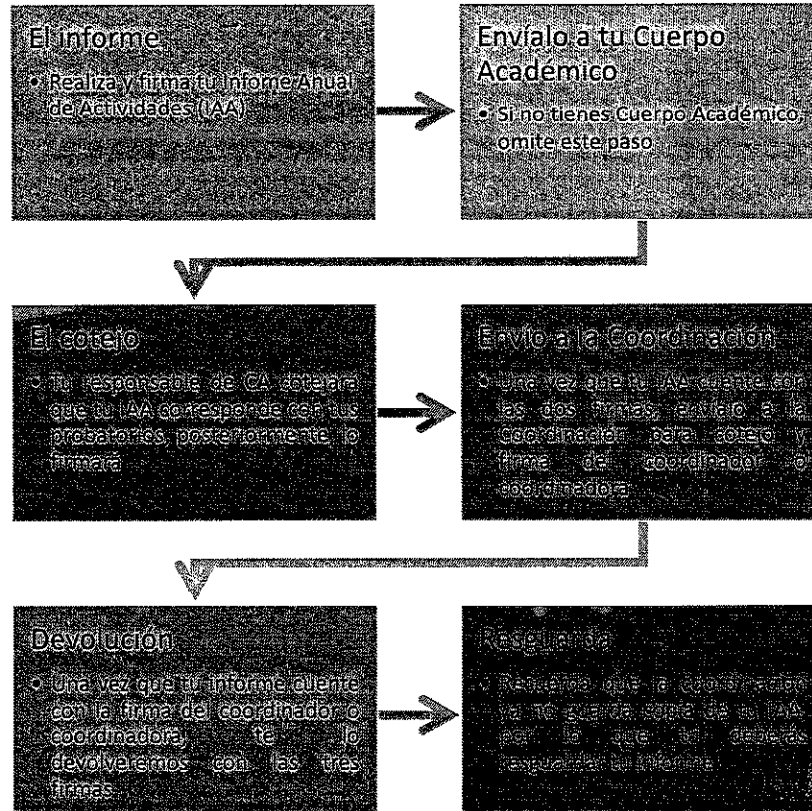 El informe
• Realiza y firma tu Informe Anual
de Actividades (IAA)
Envíalo a tu Cuerpo
Académico
• Si no tienes Cuerpo Académico,
omite este paso
El cotejo
• Tu responsable de CA cotejará
que tu IAA corresponde con tus
probatorios, posteriormente lo
firmará
Envío a la Coordinación
• Una vez que tu IAA cuente con
las dos firmas, envíalo a la
coordinación para cotejo y
firma del coordinador o
coordinadora
Devolución
• Una vez que tu informe cuente
con la firma del coordinador o
coordinadora, te lo
devolveremos con las tres
firmas
Resguarda
• que la coordinación
ya no guarda copia de tu IAA,
por lo que tú deberás
resguardar tu informe